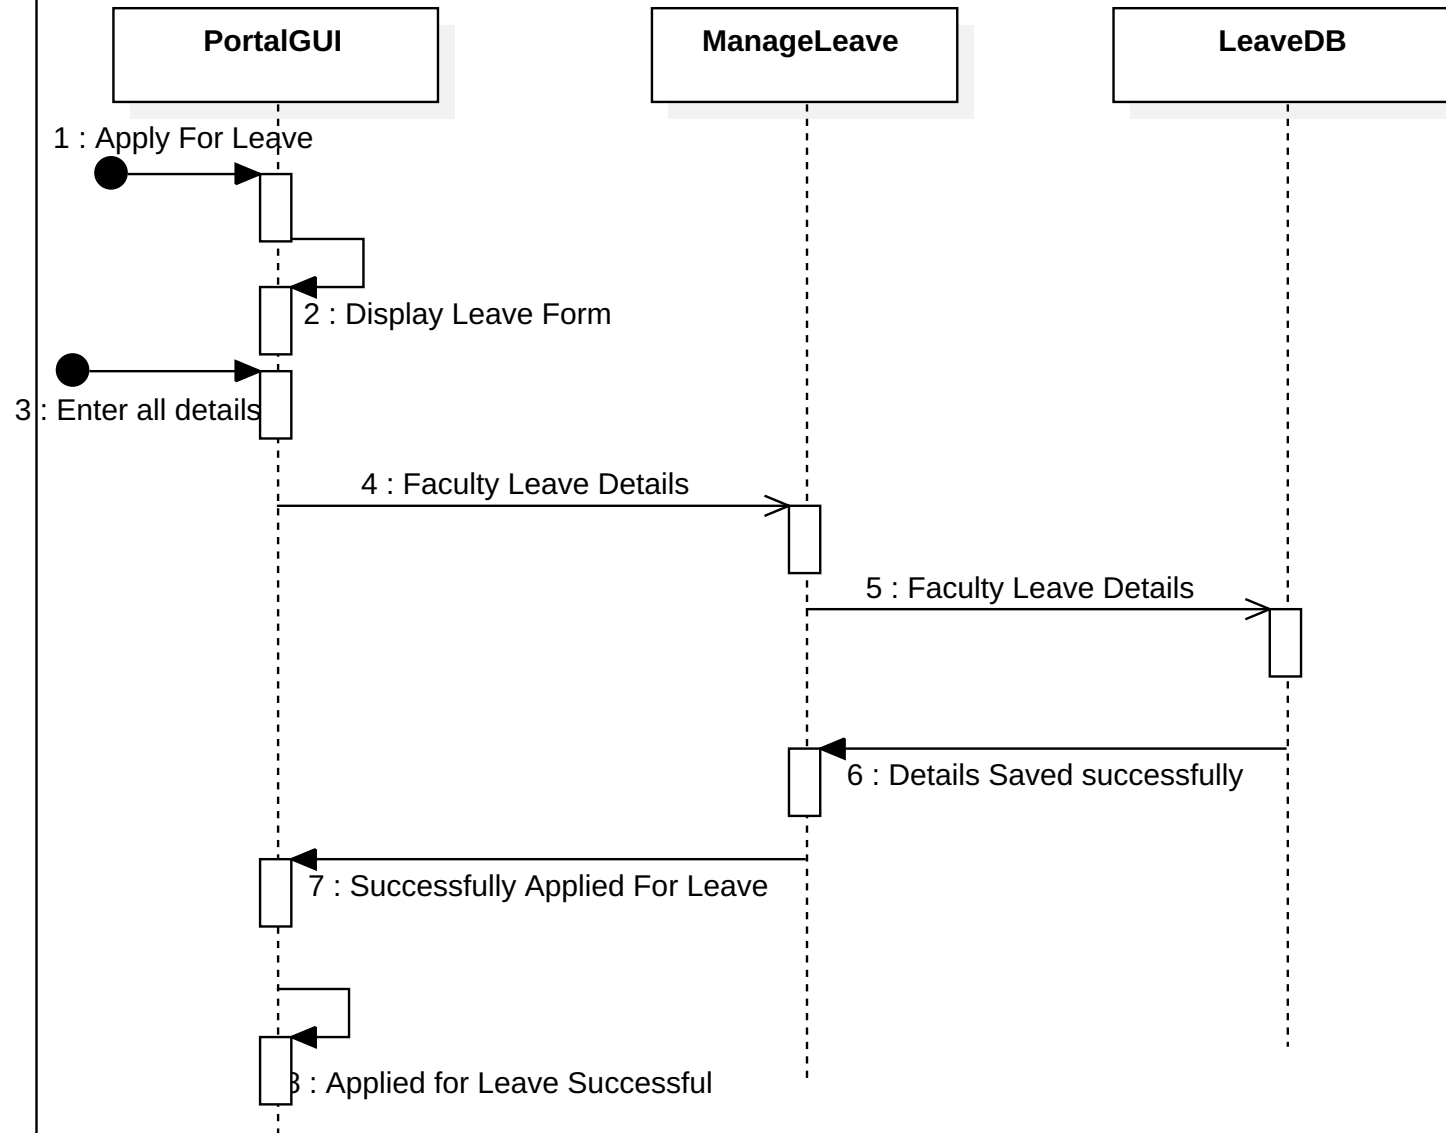 PortalGUI
ManageLeave
LeaveDB
1 : Apply For Leave
2 : Display Leave Form
3 : Enter all details
4 : Faculty Leave Details
5 : Faculty Leave Details
6 : Details Saved successfully
7 : Successfully Applied For Leave
8 : Applied for Leave Successful